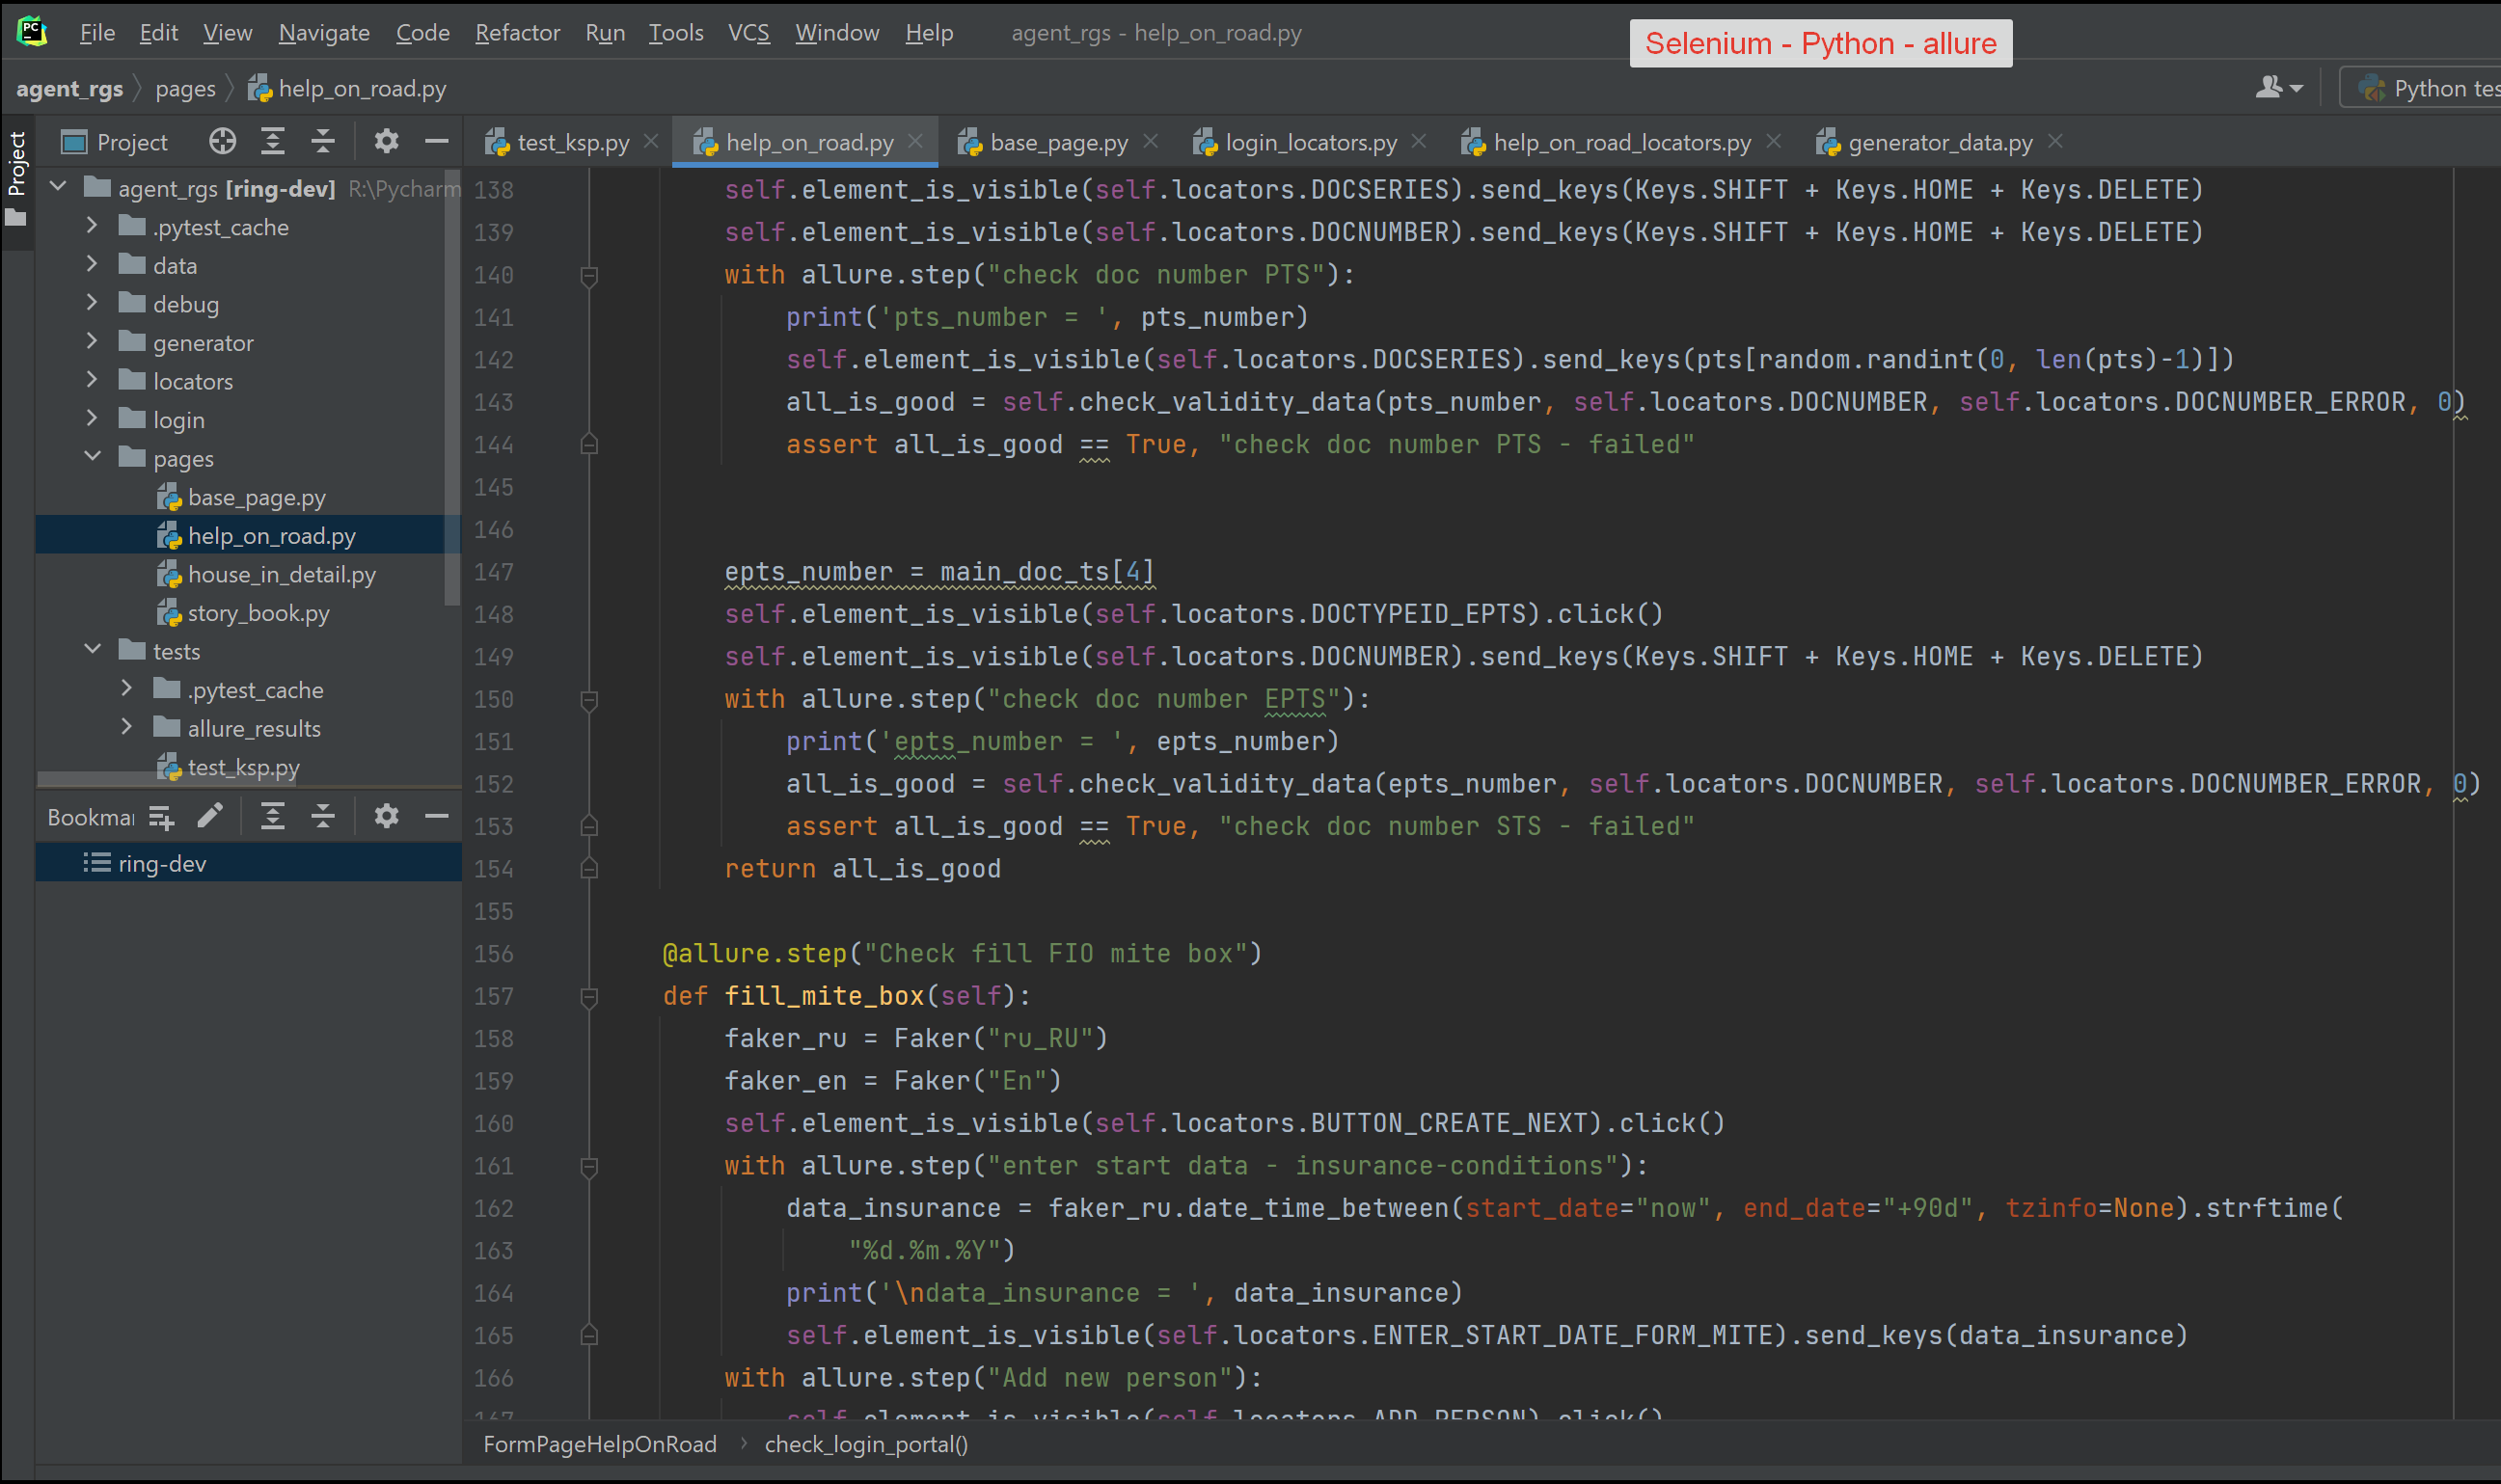 PC
File Edit View Navigate Code Refactor Run Tools VCS Window Help agent_rgs - help_on_road.py
Selenium - Python - allure
agent_rgs pages help_on_road.py
Python tes
Project
Project
test_ksp.py help_on_road.py base_page.py login_locators.py help_on_road_locators.py generator_data.py
agent_rgs [ring-dev] R:\Pycharm
.pytest_cache
data
debug
generator
locators
login
pages
base_page.py
help_on_road.py
house_in_detail.py
story_book.py
tests
.pytest_cache
allure_results
test_ksp.py
Bookmar
ring-dev
138 self.element_is_visible(self.locators.DOCSERIES).send_keys(Keys.SHIFT + Keys.HOME + Keys.DELETE)
139 self.element_is_visible(self.locators.DOCNUMBER).send_keys(Keys.SHIFT + Keys.HOME + Keys.DELETE)
140 with allure.step("check doc number PTS"):
141 print('pts_number = ', pts_number)
142 self.element_is_visible(self.locators.DOCSERIES).send_keys(pts[random.randint(0, len(pts)-1)])
143 all_is_good = self.check_validity_data(pts_number, self.locators.DOCNUMBER, self.locators.DOCNUMBER_ERROR, 0)
144 assert all_is_good == True, "check doc number PTS - failed"
145
146
147 epts_number = main_doc_ts[4]
148 self.element_is_visible(self.locators.DOCTYPEID_EPTS).click()
149 self.element_is_visible(self.locators.DOCNUMBER).send_keys(Keys.SHIFT + Keys.HOME + Keys.DELETE)
150 with allure.step("check doc number EPTS"):
151 print('epts_number = ', epts_number)
152 all_is_good = self.check_validity_data(epts_number, self.locators.DOCNUMBER, self.locators.DOCNUMBER_ERROR, 0)
153 assert all_is_good == True, "check doc number STS - failed"
154 return all_is_good
155
156 @allure.step("Check fill FIO mite box")
157 def fill_mite_box(self):
158 faker_ru = Faker("ru_RU")
159 faker_en = Faker("En")
160 self.element_is_visible(self.locators.BUTTON_CREATE_NEXT).click()
161 with allure.step("enter start data - insurance-conditions"):
162 data_insurance = faker_ru.date_time_between(start_date="now", end_date="+90d", tzinfo=None).strftime(
163 "%d.%m.%Y")
164 print('\ndata_insurance = ', data_insurance)
165 self.element_is_visible(self.locators.ENTER_START_DATE_FORM_MITE).send_keys(data_insurance)
166 with allure.step("Add new person"):
167 self.element_is_visible(self.locators.ADD_PERSON).click()
FormPageHelpOnRoad check_login_portal()